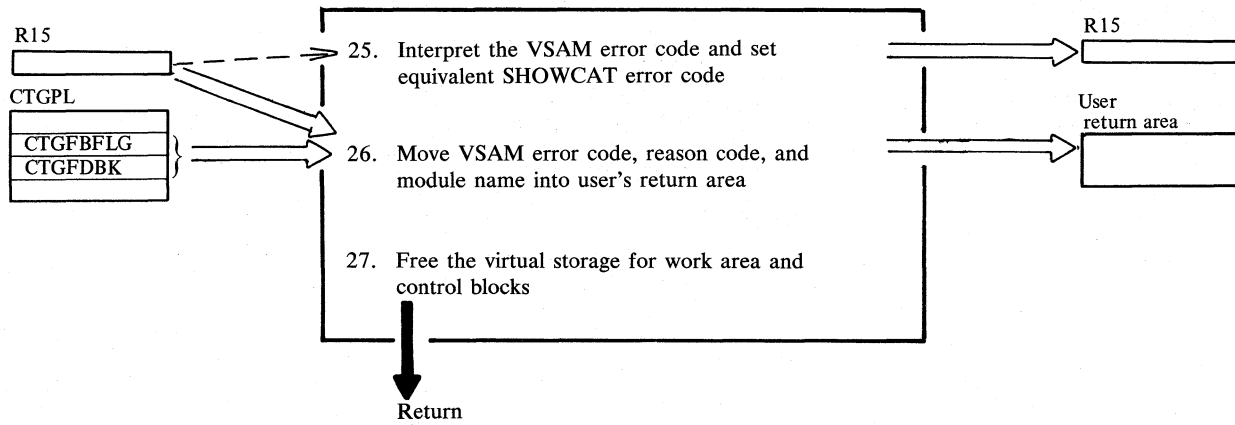 R15
CTGPL
CTGFBFLG
CTGFDBK
25. Interpret the VSAM error code and set
equivalent SHOWCAT error code
26. Move VSAM error code, reason code, and
module name into user's return area
27. Free the virtual storage for work area and
control blocks
Return
R15
User
return area